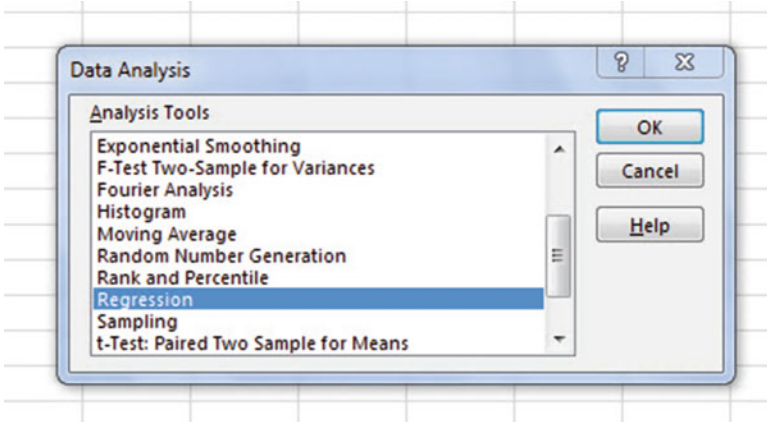 Data Analysis
Analysis Tools
Exponential Smoothing
F-Test Two-Sample for Variances
Fourier Analysis
Histogram
Moving Average
Random Number Generation
Rank and Percentile
Regression
Sampling
t-Test: Paired Two Sample for Means
OK
Cancel
Help